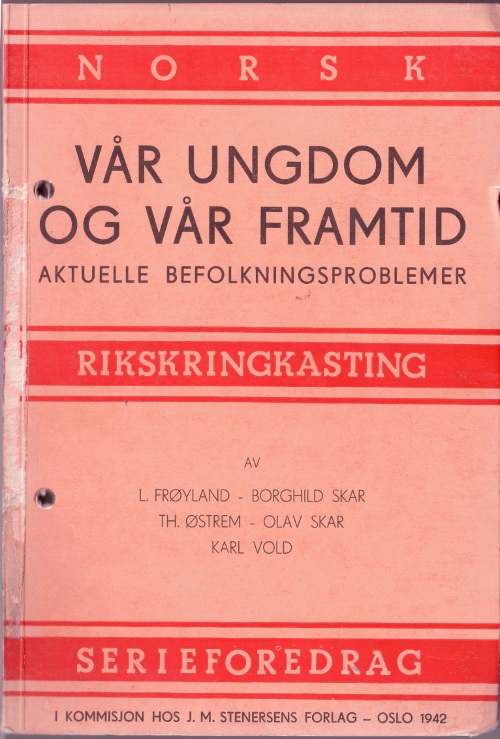 NORSK
VÅR UNGDOM
OG VÅR FRAMTID
AKTUELLE BEFOLKNINGSPROBLEMER
RIKSKRINGKASTING
AV
L. FRØYLAND - BORGHILD SKAR
TH. ØSTREM - OLAV SKAR
KARL VOLD
SERIEFOREDRAG
I KOMMISJON HOS J. M. STENERSENS FORLAG – OSLO 1942